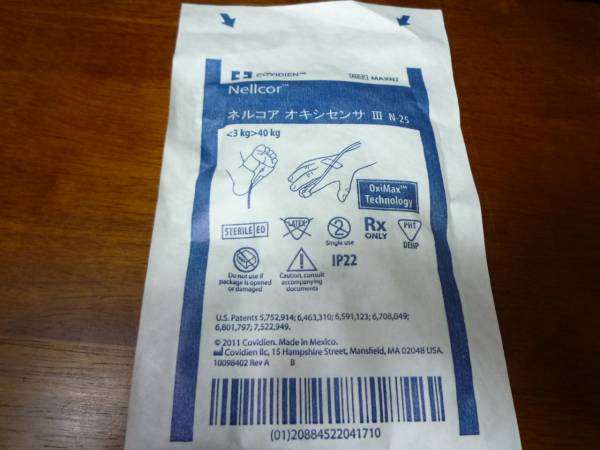 COVIDIEN™
REF MAXNI
Nellcor™
ネルコア オキシセンサ III N-25
<3 kg>40 kg
OxiMax™
Technology
STERILE EO
LATEX
2
Single use
Rx
ONLY
PHT
DEHP
Do not use if
package is opened
or damaged
Caution, consult
accompanying
documents
IP22
U.S. Patents 5,752,914; 6,463,310; 6,591,123; 6,708,049;
6,801,797; 7,522,949.
© 2011 Covidien. Made in Mexico.
Covidien llc, 15 Hampshire Street, Mansfield, MA 02048 USA.
10098402 Rev A B
(01)20884522041710